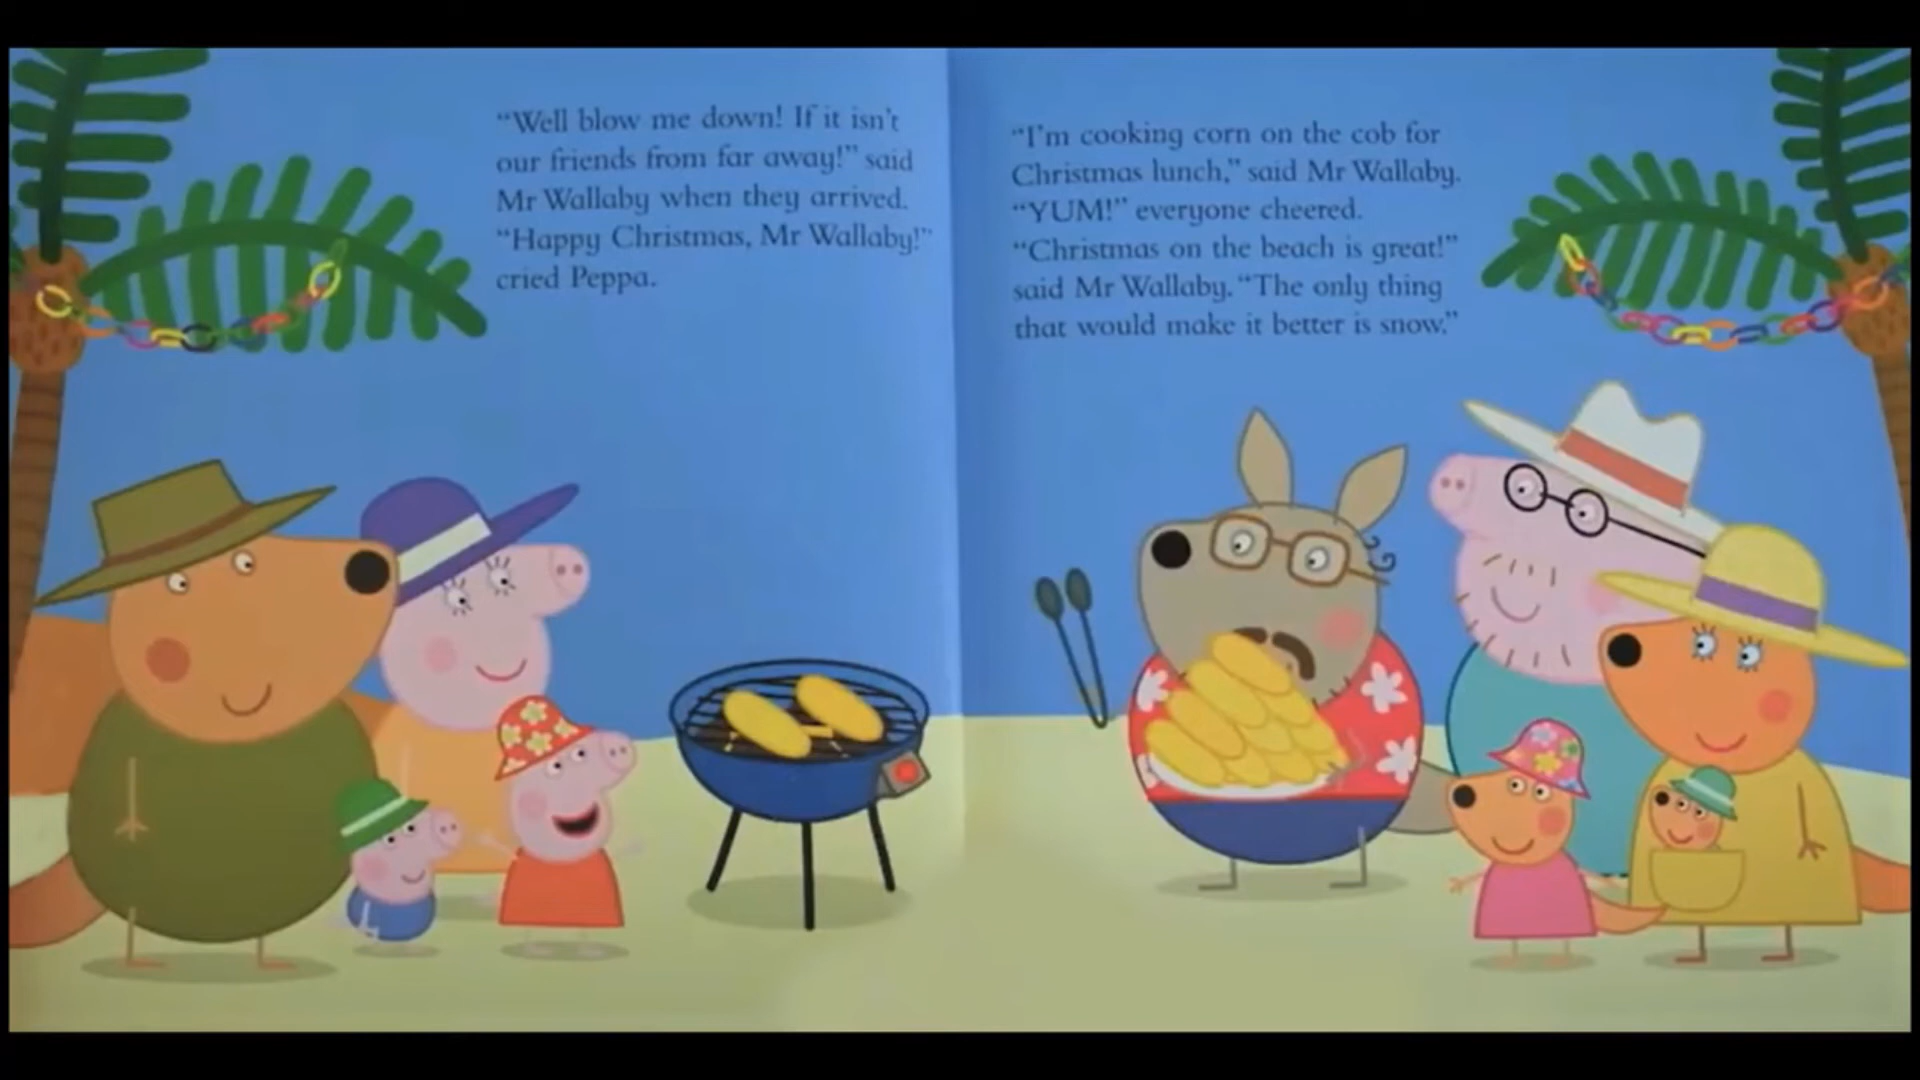 “Well blow me down! If it isn’t
our friends from far away!” said
Mr Wallaby when they arrived.
“Happy Christmas, Mr Wallaby!”
cried Peppa.
“I’m cooking corn on the cob for
Christmas lunch,” said Mr Wallaby.
“YUM!” everyone cheered.
“Christmas on the beach is great!”
said Mr Wallaby. “The only thing
that would make it better is snow.”